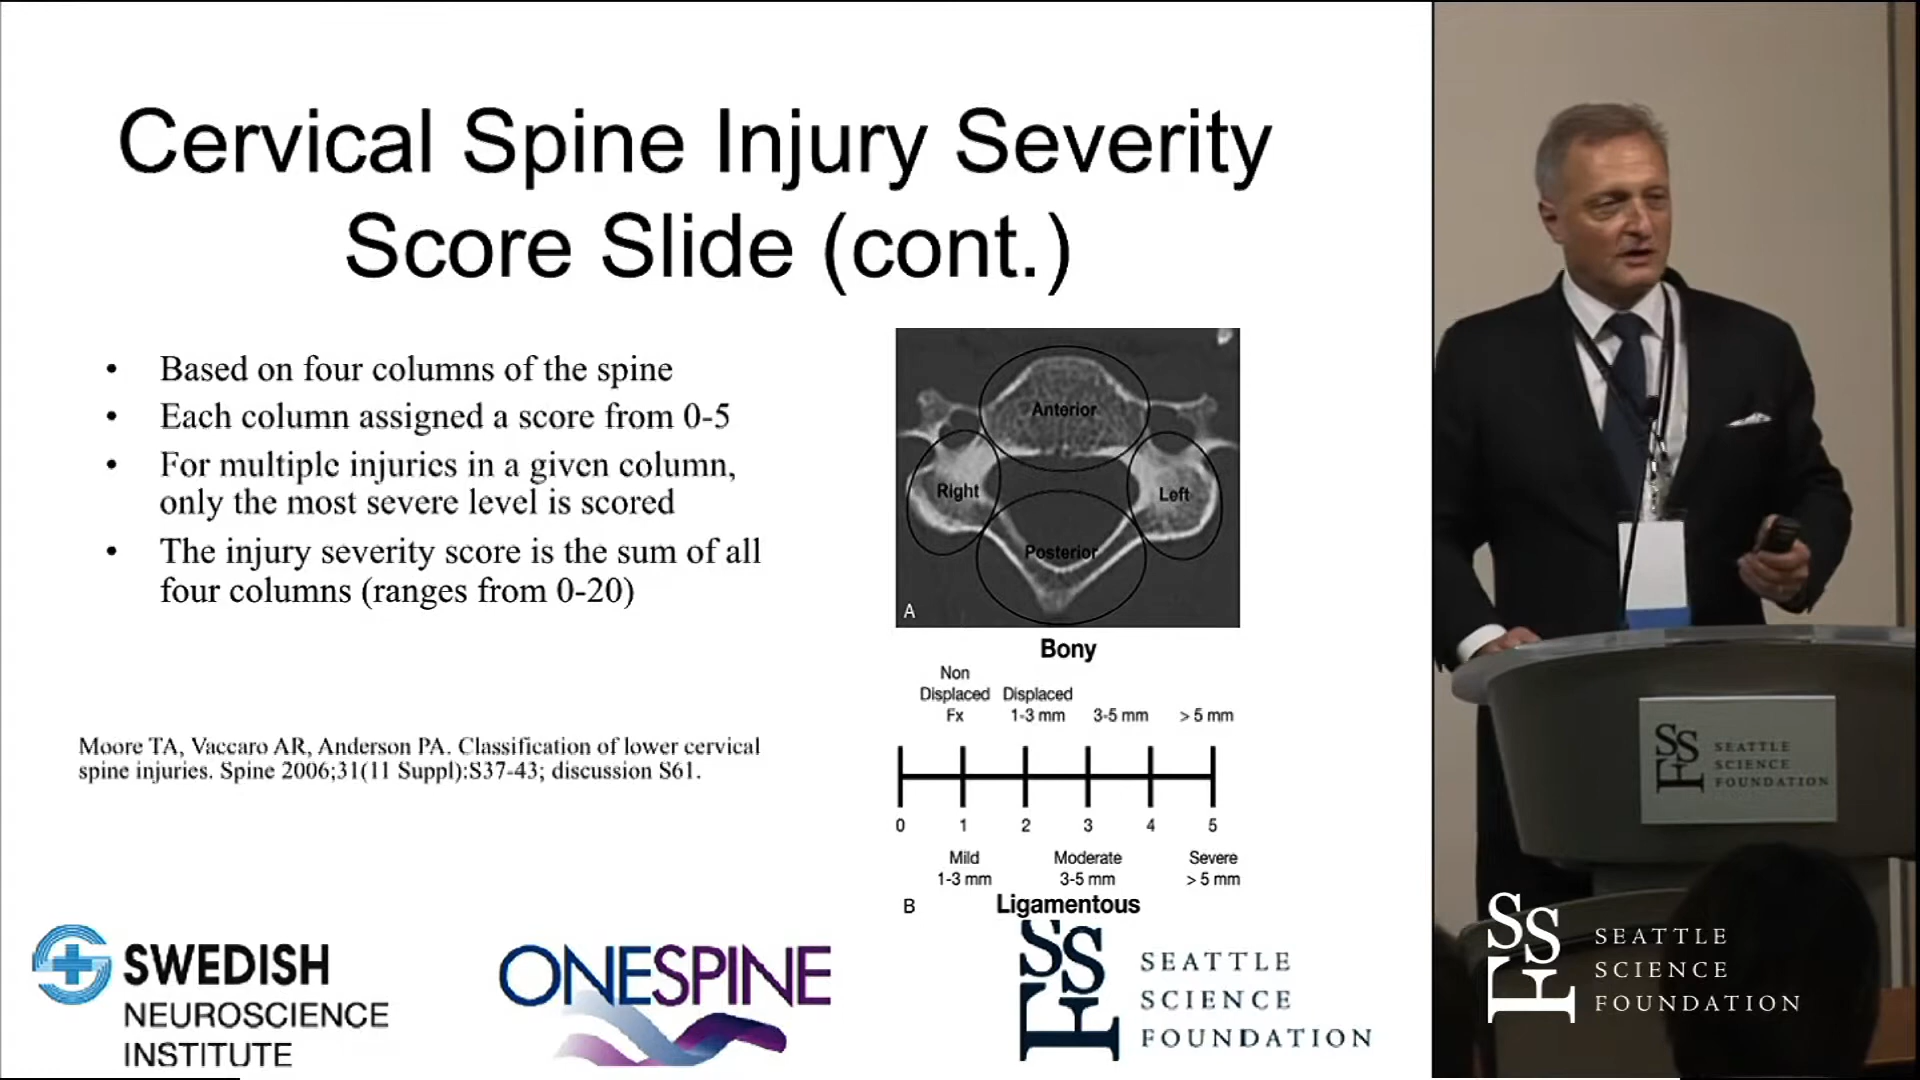 Cervical Spine Injury Severity
Score Slide (cont.)
• Based on four columns of the spine
• Each column assigned a score from 0-5
• For multiple injuries in a given column,
only the most severe level is scored
• The injury severity score is the sum of all
four columns (ranges from 0-20)
Moore TA, Vaccaro AR, Anderson PA. Classification of lower cervical
spine injuries. Spine 2006;31(11 Suppl):S37-43; discussion S61.
Anterior
Right
Left
Posterior
A
Bony
Non
Displaced Displaced
Fx 1-3 mm 3-5 mm > 5 mm
0 1 2 3 4 5
Mild Moderate Severe
1-3 mm 3-5 mm > 5 mm
B Ligamentous
SWEDISH
NEUROSCIENCE
INSTITUTE
ONESPINE
SSF
SEATTLE
SCIENCE
FOUNDATION
SSF
SEATTLE
SCIENCE
FOUNDATION
SSF
SEATTLE
SCIENCE
FOUNDATION